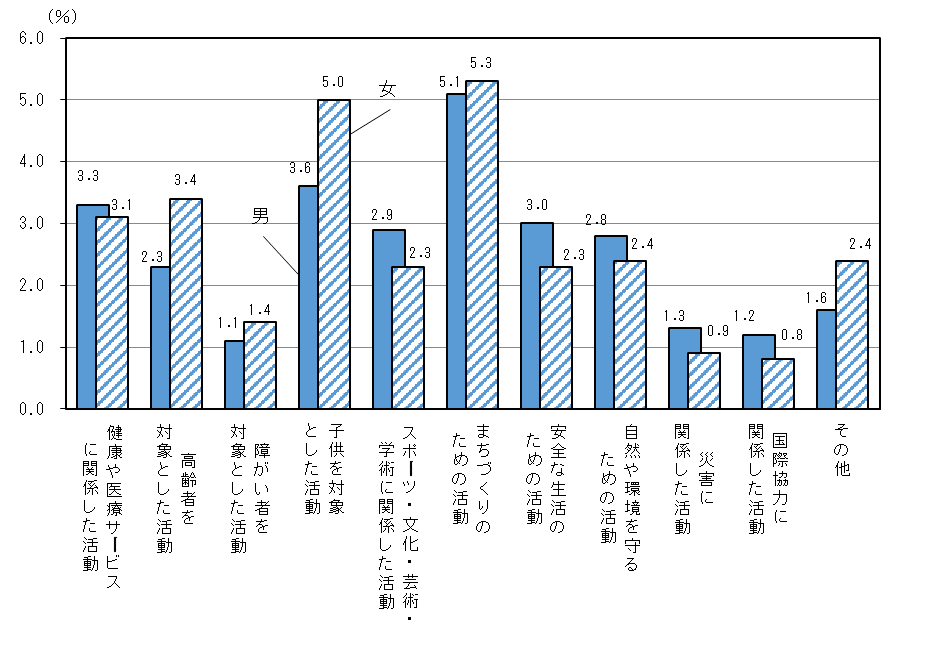 (%)
6.0
5.0
4.0
3.0
2.0
1.0
0.0
3.3
3.1
2.3
3.4
1.1
1.4
3.6
5.0
2.9
2.3
5.1
5.3
3.0
2.3
2.8
2.4
1.3
0.9
1.2
0.8
1.6
2.4
男
女
健康や医療サービス
に関係した活動
高齢者を
対象とした活動
障がい者を
対象とした活動
子供を対象
とした活動
スポーツ・文化・芸術・
学術に関係した活動
まちづくりの
ための活動
安全な生活の
ための活動
自然や環境を守る
ための活動
災害に
関係した活動
国際協力に
関係した活動
その他